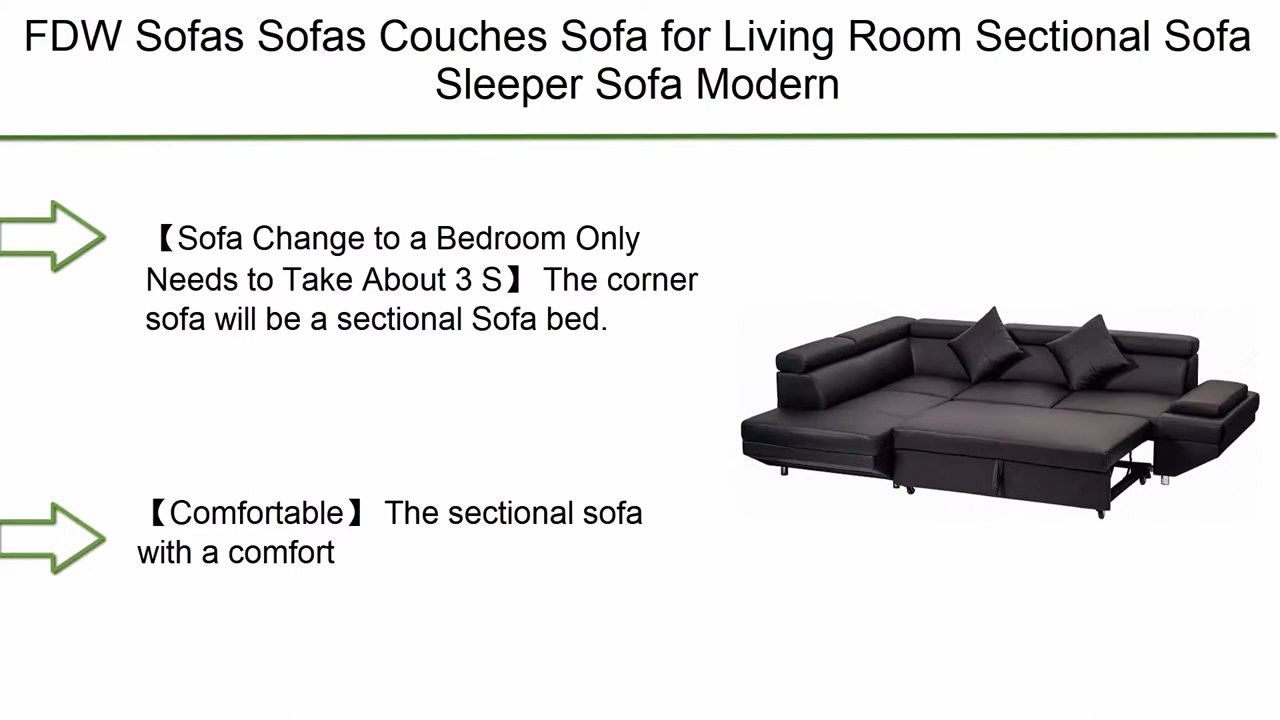 FDW Sofas Sofas Couches Sofa for Living Room Sectional Sofa
Sleeper Sofa Modern
【Sofa Change to a Bedroom Only
Needs to Take About 3 S】 The corner
sofa will be a sectional Sofa bed.
【Comfortable】 The sectional sofa
with a comfort